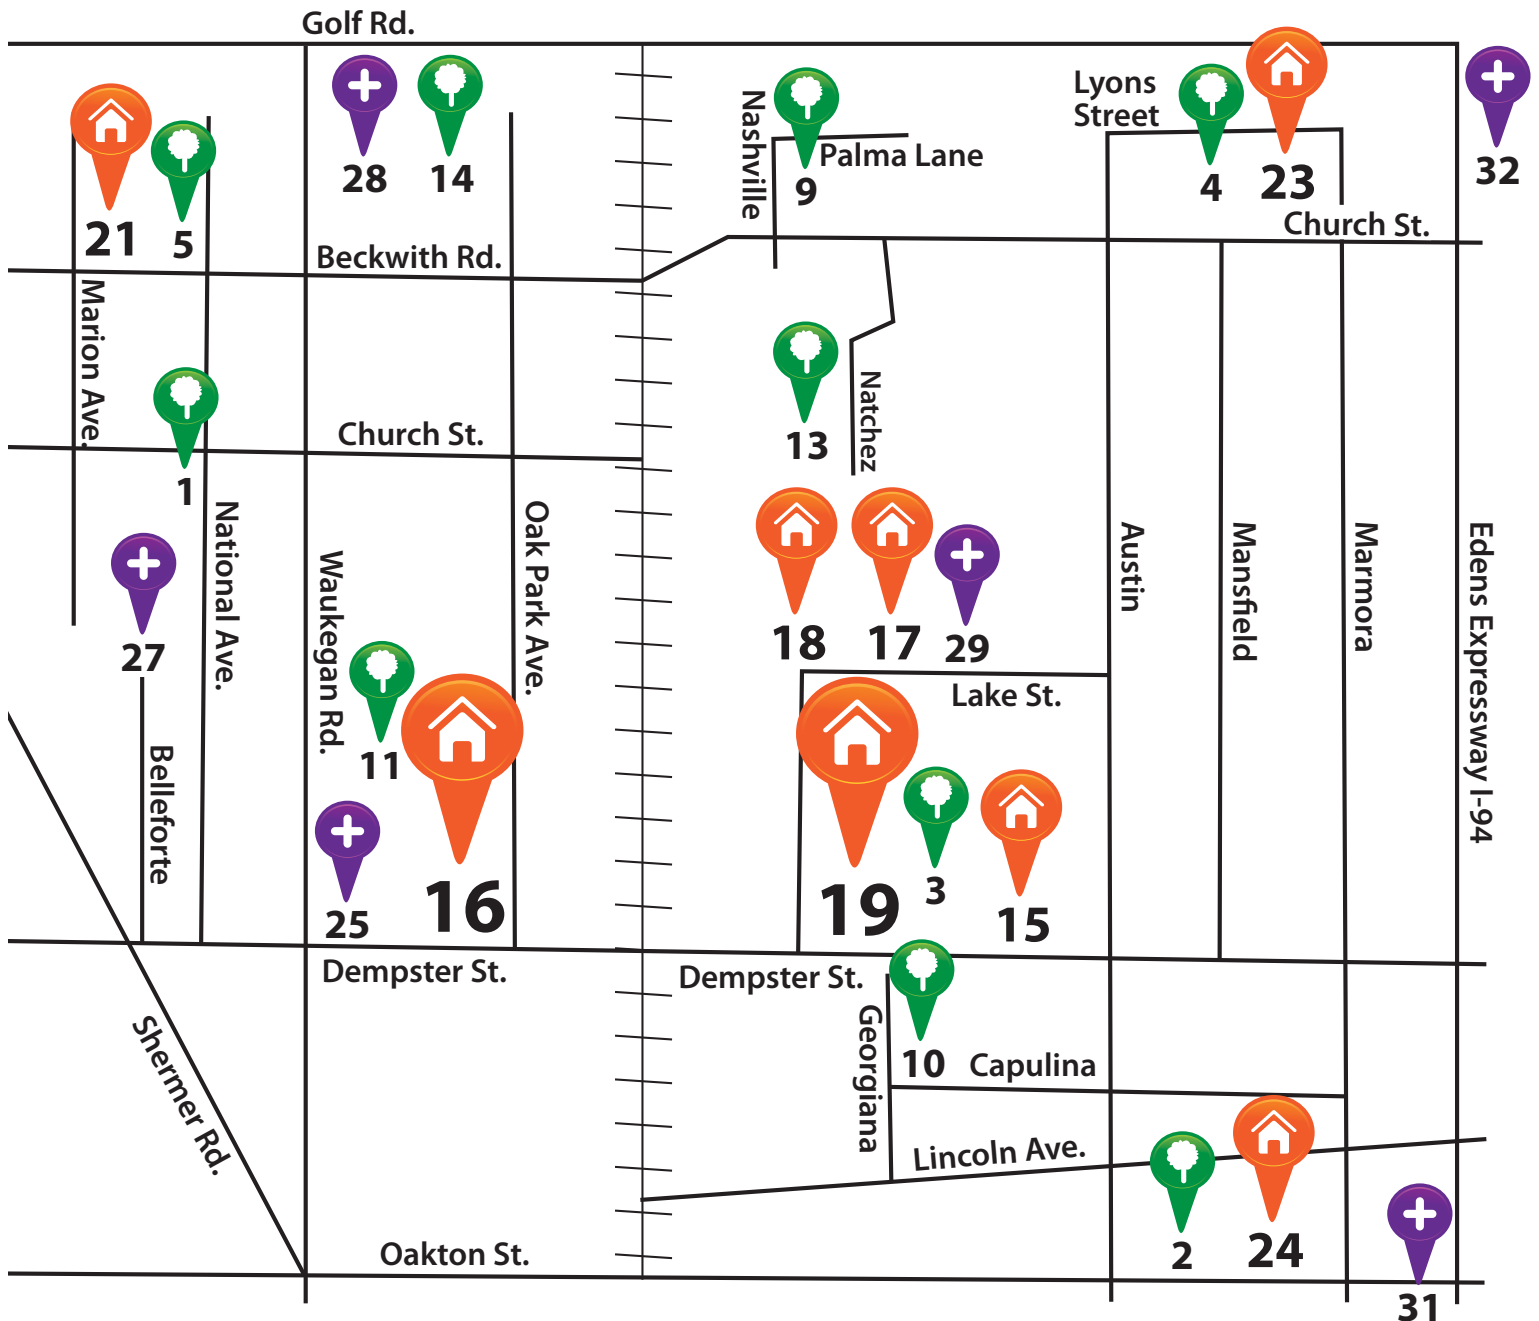 Golf Rd.
Lyons
Street
Nashville
Palma Lane
28
14
9
4
23
32
21
5
Church St.
Beckwith Rd.
Marion Ave.
Natchez
Church St.
13
1
National Ave.
Oak Park Ave.
Waukegan Rd.
Austin
Mansfield
Marmora
Edens Expressway I-94
18
17
29
27
Lake St.
11
Belleforte
25
16
19
3
15
Dempster St.
Dempster St.
Georgiana
10
Capulina
Shermer Rd.
Lincoln Ave.
Oakton St.
2
24
31